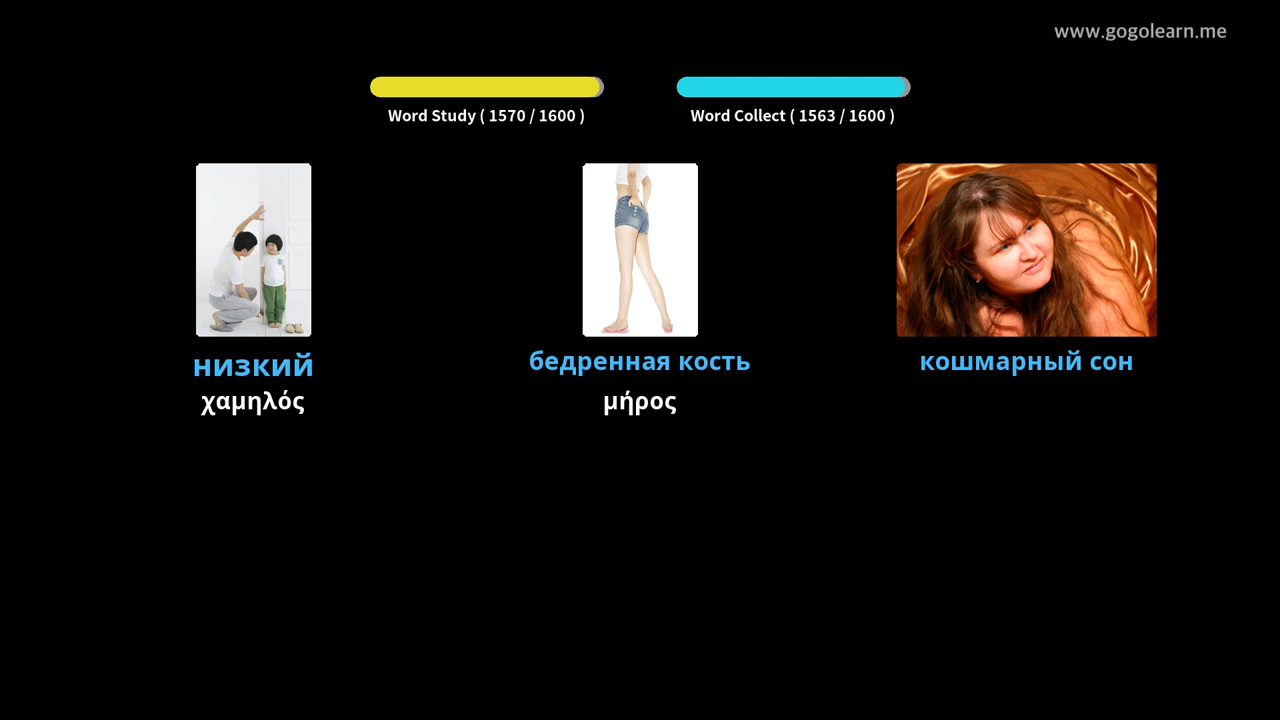 www.gogolearn.me
Word Study ( 1570 / 1600 )
Word Collect ( 1563 / 1600 )
низкий
бедренная кость
кошмарный сон
χαμηλός
μήρος